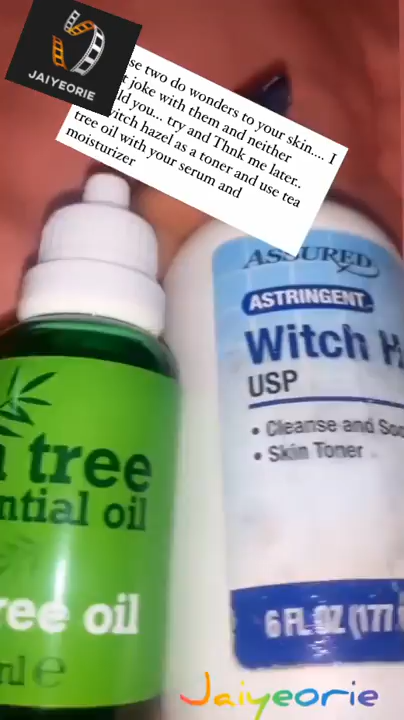 JAIYEORIE
se two do wonders to your skin.... I
joke with them and neither
ld you... try and Thnk me later..
witch hazel as a toner and use tea
tree oil with your serum and
moisturizer
ASSURED
ASTRINGENT
Witch H
USP
• Cleanse and Soo
• Skin Toner
6 FL OZ (177
tree
ntial oil
ree oil
Jaiyeorie